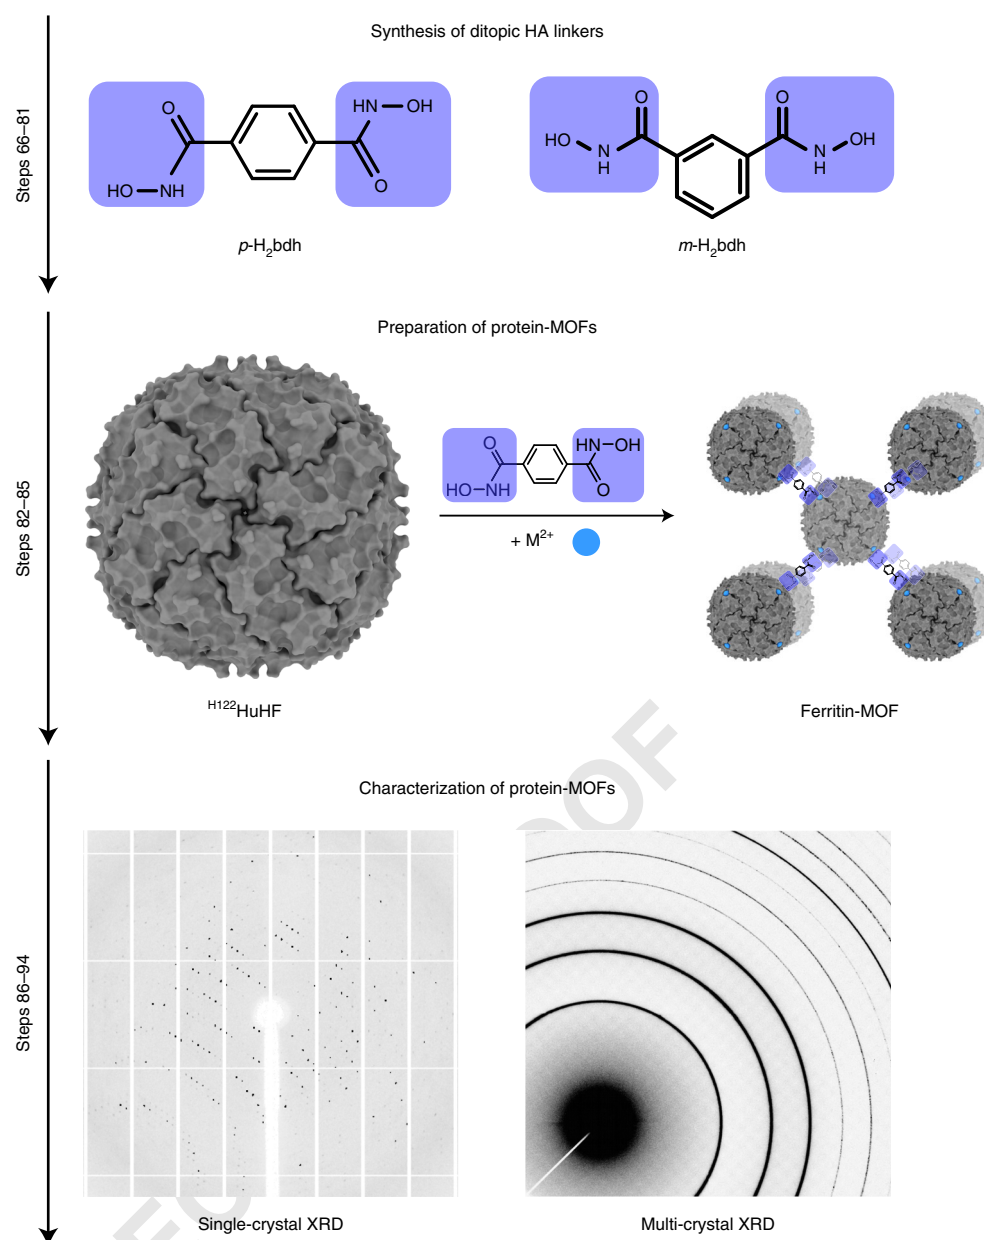 Synthesis of ditopic HA linkers
Steps 66–81
O
HN OH
HO NH
O
O
O
HO N H
N H OH
p-H2bdh
m-H2bdh
Preparation of protein-MOFs
Steps 82–85
O
HN OH
HO NH
O
+ M2+
H122HuHF
Ferritin-MOF
Characterization of protein-MOFs
Steps 86–94
Single-crystal XRD
Multi-crystal XRD